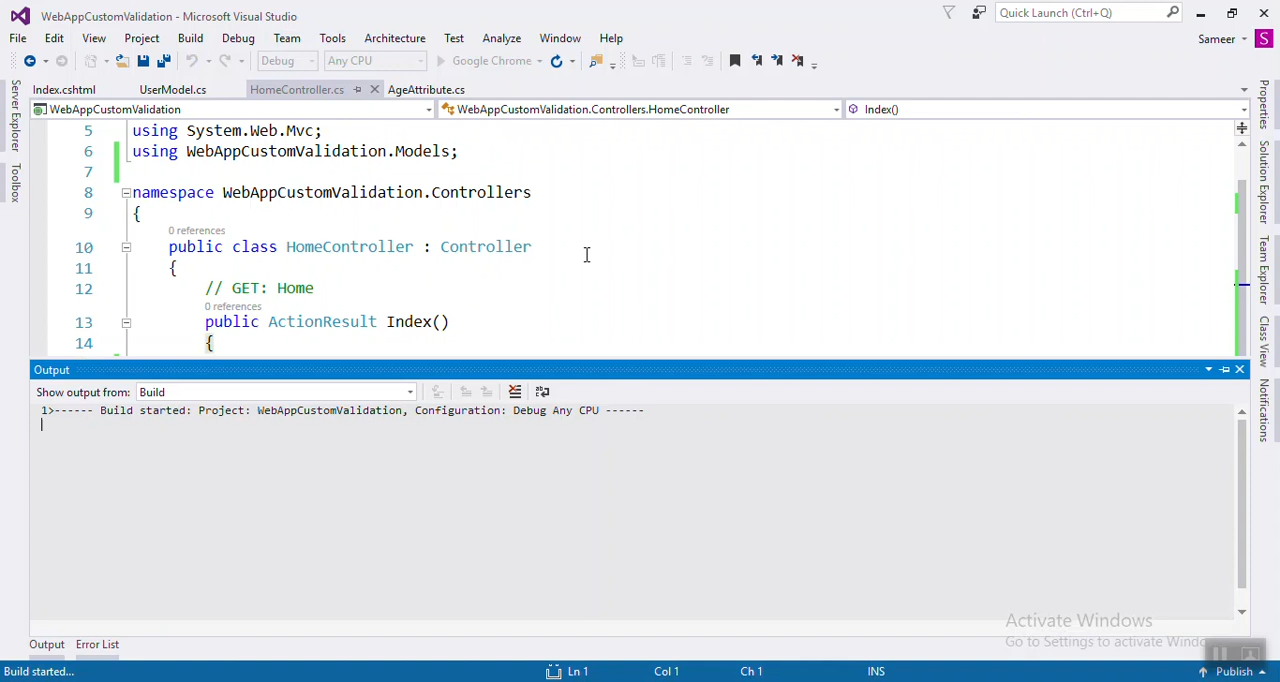 WebAppCustomValidation - Microsoft Visual Studio
Quick Launch (Ctrl+Q)
File Edit View Project Build Debug Team Tools Architecture Test Analyze Window Help
Sameer S
Debug Any CPU Google Chrome
Index.cshtml UserModel.cs HomeController.cs AgeAttribute.cs
WebAppCustomValidation WebAppCustomValidation.Controllers.HomeController Index()
5 using System.Web.Mvc;
6 using WebAppCustomValidation.Models;
7
8 namespace WebAppCustomValidation.Controllers
9 {
0 references
10 public class HomeController : Controller
11 {
12 // GET: Home
0 references
13 public ActionResult Index()
14 {
Server Explorer
Toolbox
Properties
Solution Explorer
Team Explorer
Class View
Notifications
Output
Show output from: Build
1>------ Build started: Project: WebAppCustomValidation, Configuration: Debug Any CPU ------
Activate Windows
Go to Settings to activate Windo
Output Error List
Build started... Ln 1 Col 1 Ch 1 INS Publish